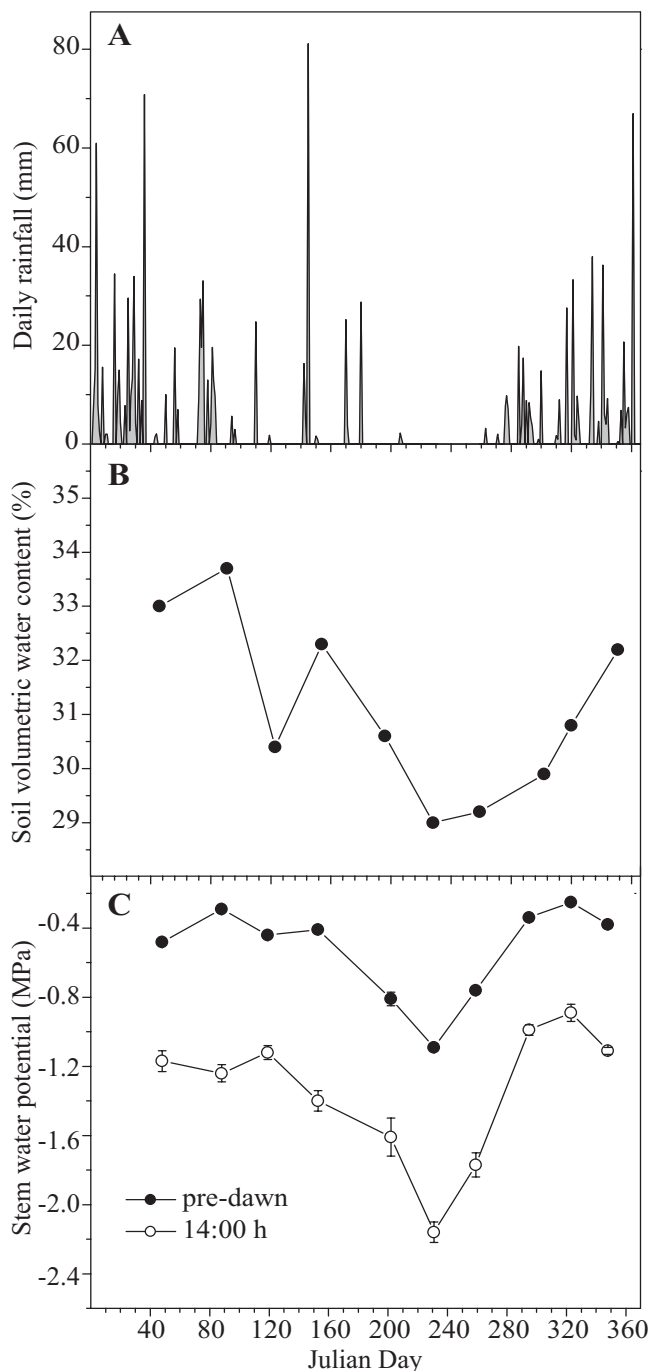 A
80
60
40
20
0
Daily rainfall (mm)
B
35
34
33
32
31
30
29
Soil volumetric water content (%)
C
-0.4
-0.8
-1.2
-1.6
-2.0
-2.4
Stem water potential (MPa)
pre-dawn
14:00 h
40 80 120 160 200 240 280 320 360
Julian Day